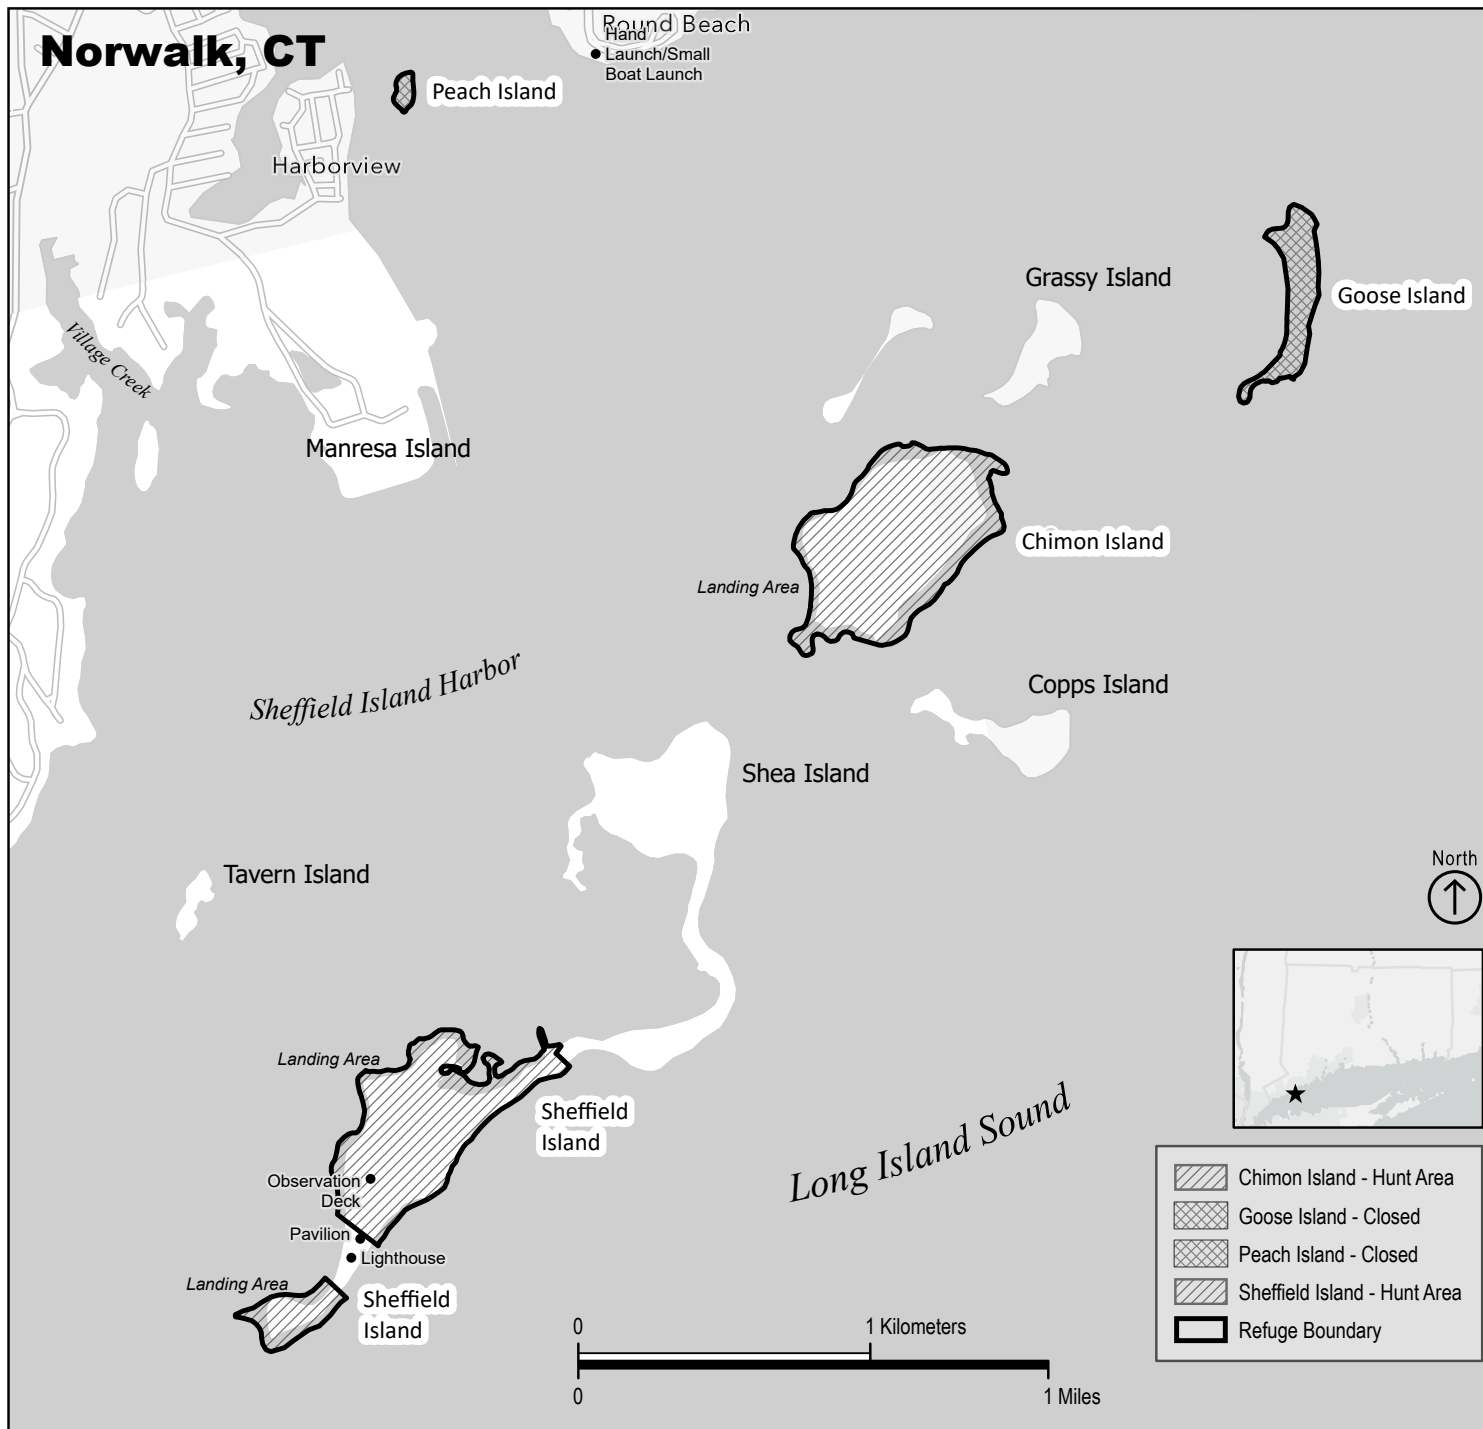 Norwalk, CT
Round Beach
Hand
Launch/Small
Boat Launch
Peach Island
Harborview
Grassy Island
Goose Island
Village Creek
Manresa Island
Chimon Island
Landing Area
Sheffield Island Harbor
Copps Island
Shea Island
Tavern Island
North
Landing Area
Sheffield
Island
Long Island Sound
Observation
Deck
Pavilion
Lighthouse
Landing Area
Sheffield
Island
Chimon Island - Hunt Area
Goose Island - Closed
Peach Island - Closed
Sheffield Island - Hunt Area
Refuge Boundary
0 1 Kilometers
0 1 Miles